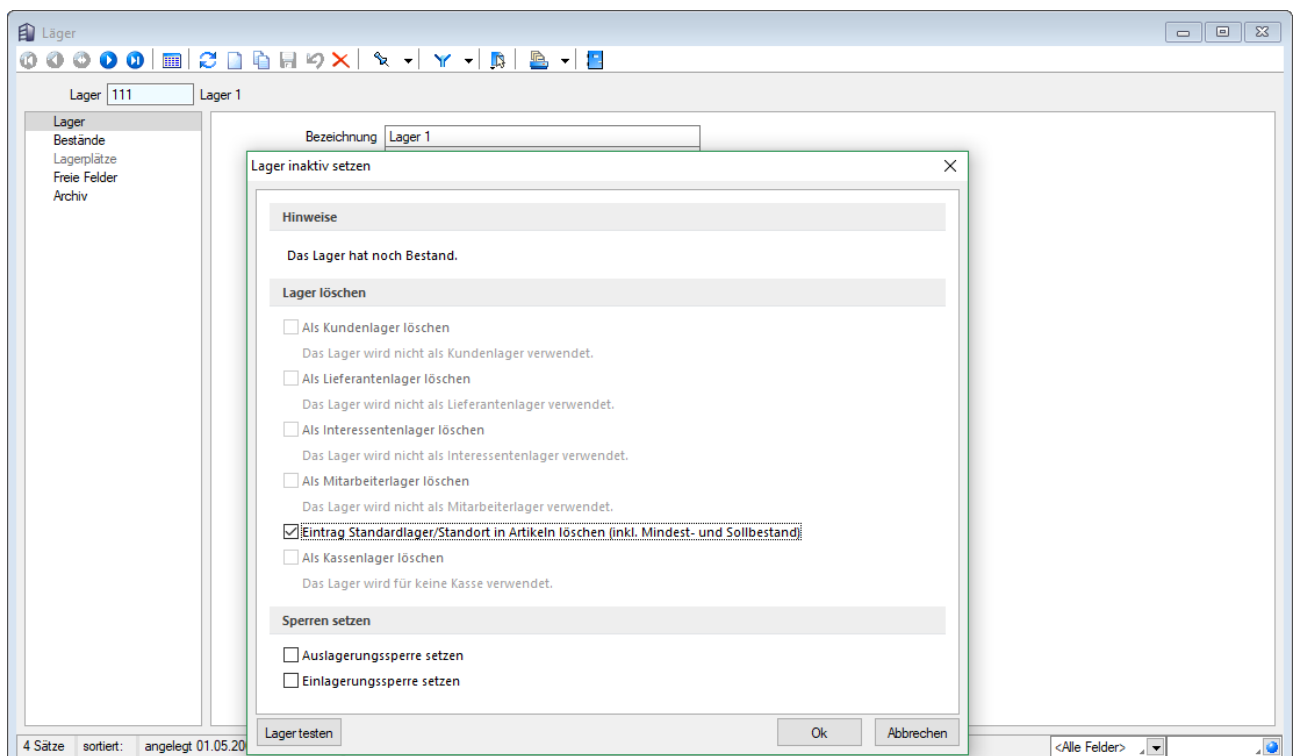 Läger
Lager 111 Lager 1
Lager
Bestände
Lagerplätze
Freie Felder
Archiv
Bezeichnung Lager 1
Lager inaktiv setzen
Hinweise
Das Lager hat noch Bestand.
Lager löschen
Als Kundenlager löschen
Das Lager wird nicht als Kundenlager verwendet.
Als Lieferantenlager löschen
Das Lager wird nicht als Lieferantenlager verwendet.
Als Interessentenlager löschen
Das Lager wird nicht als Interessentenlager verwendet.
Als Mitarbeiterlager löschen
Das Lager wird nicht als Mitarbeiterlager verwendet.
Eintrag Standardlager/Standort in Artikeln löschen (inkl. Mindest- und Sollbestand)
Als Kassenlager löschen
Das Lager wird für keine Kasse verwendet.
Sperren setzen
Auslagerungssperre setzen
Einlagerungssperre setzen
Lager testen Ok Abbrechen
4 Sätze sortiert: angelegt 01.05.20 <Alle Felder>